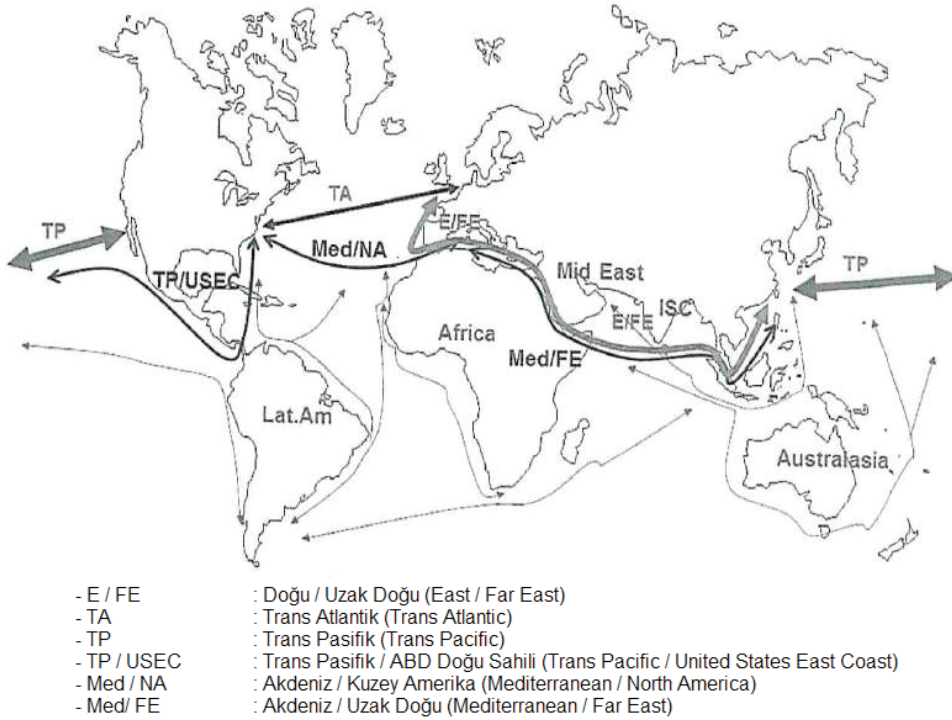 TA
TP
E/FE
Med/NA
Mid East
TP
TP/USEC
ISC
E/FE
Africa
Med/FE
Lat.Am
Australasia
- E / FE : Doğu / Uzak Doğu (East / Far East)
- TA : Trans Atlantik (Trans Atlantic)
- TP : Trans Pasifik (Trans Pacific)
- TP / USEC : Trans Pasifik / ABD Doğu Sahili (Trans Pacific / United States East Coast)
- Med / NA : Akdeniz / Kuzey Amerika (Mediterranean / North America)
- Med/ FE : Akdeniz / Uzak Doğu (Mediterranean / Far East)